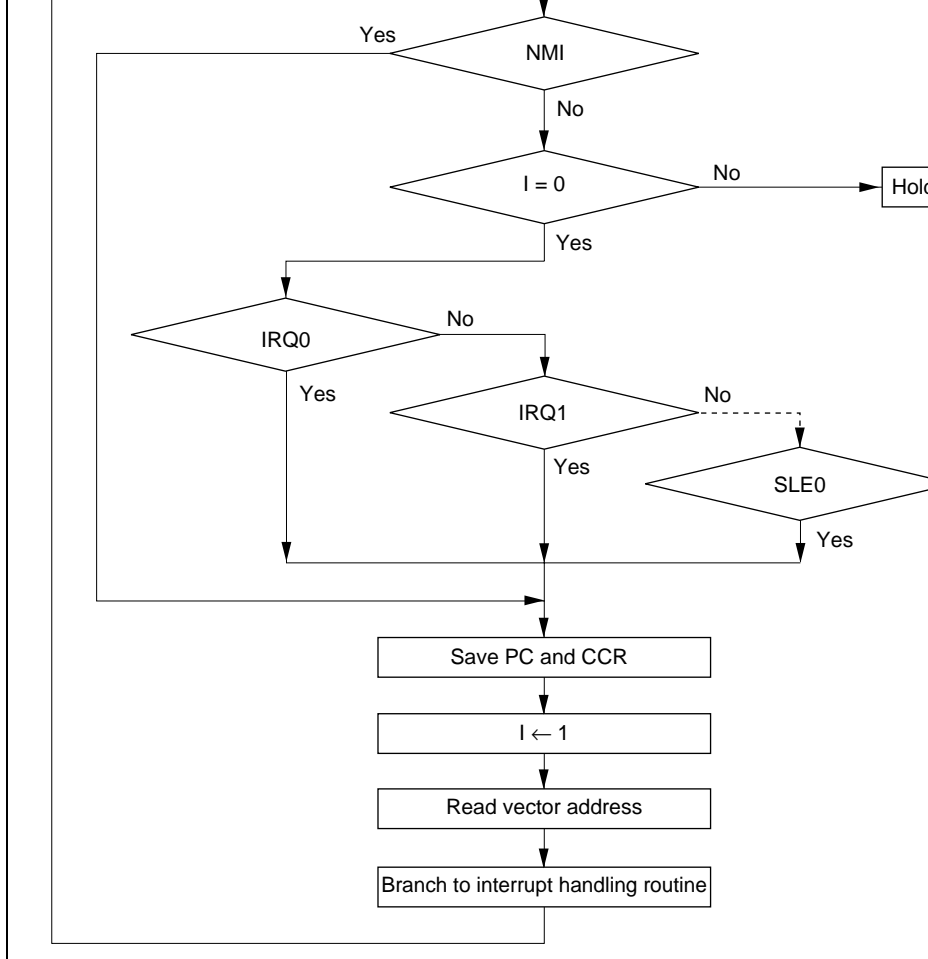 Yes
NMI
No
I = 0
No
Yes
IRQ0
No
Yes
IRQ1
No
Yes
SLE0
Yes
Save PC and CCR
I ← 1
Read vector address
Branch to interrupt handling routine